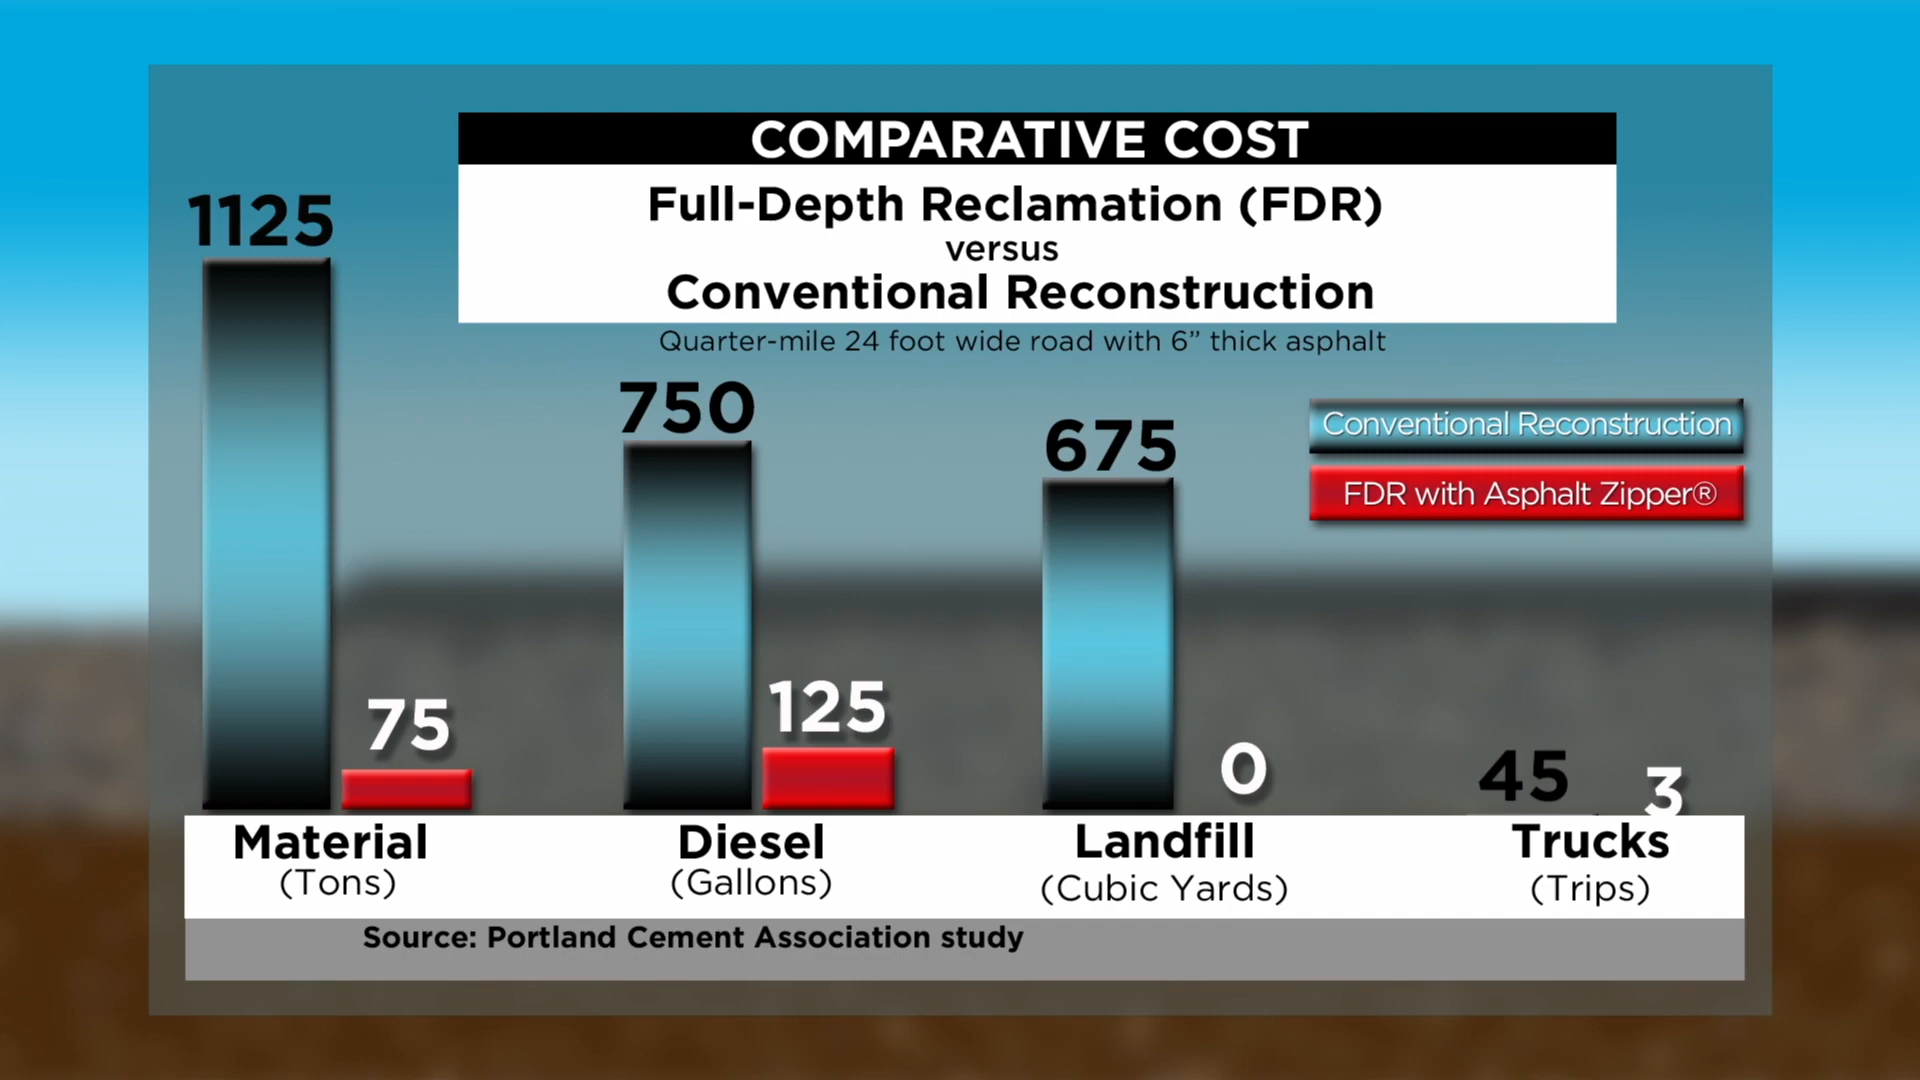 COMPARATIVE COST
Full-Depth Reclamation (FDR)
versus
Conventional Reconstruction
Quarter-mile 24 foot wide road with 6” thick asphalt
1125
75
750
125
675
0
45
3
Conventional Reconstruction
FDR with Asphalt Zipper®
Material
(Tons)
Diesel
(Gallons)
Landfill
(Cubic Yards)
Trucks
(Trips)
Source: Portland Cement Association study